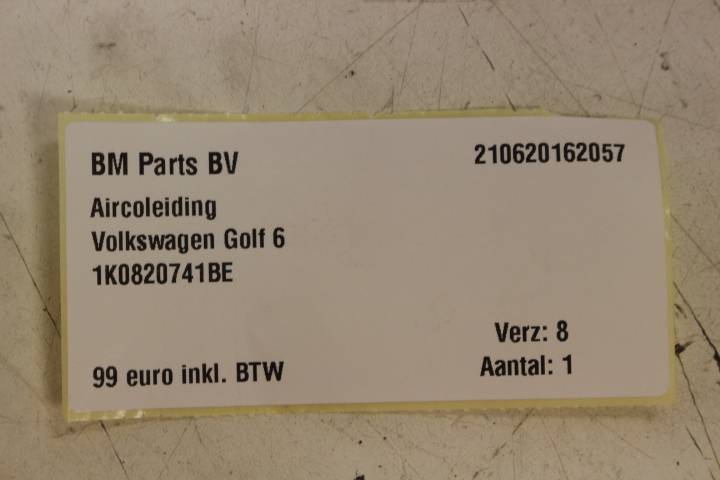 BM Parts BV 210620162057
Aircoleiding
Volkswagen Golf 6
1K0820741BE
Verz: 8
99 euro inkl. BTW Aantal: 1